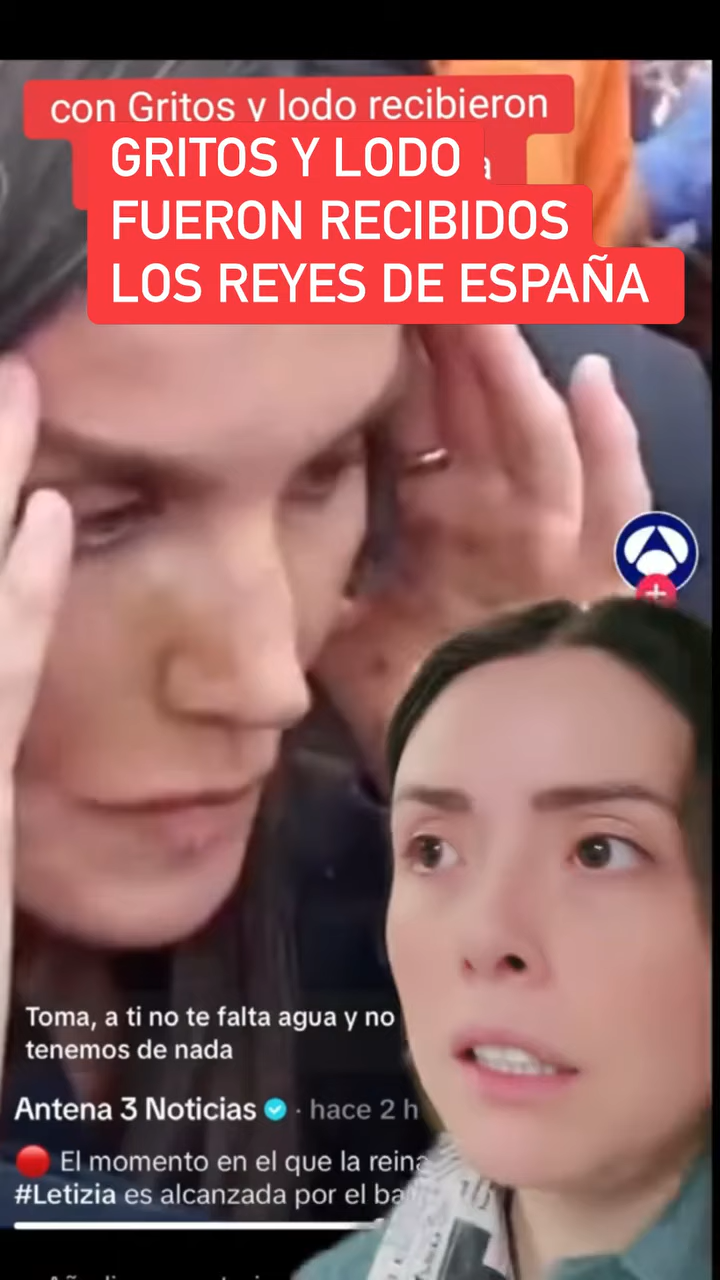 con Gritos y lodo recibieron
GRITOS Y LODO
FUERON RECIBIDOS
LOS REYES DE ESPAÑA
Toma, a ti no te falta agua y no
tenemos de nada
Antena 3 Noticias · hace 2 h
🔴 El momento en el que la reina
#Letizia es alcanzada por el ba